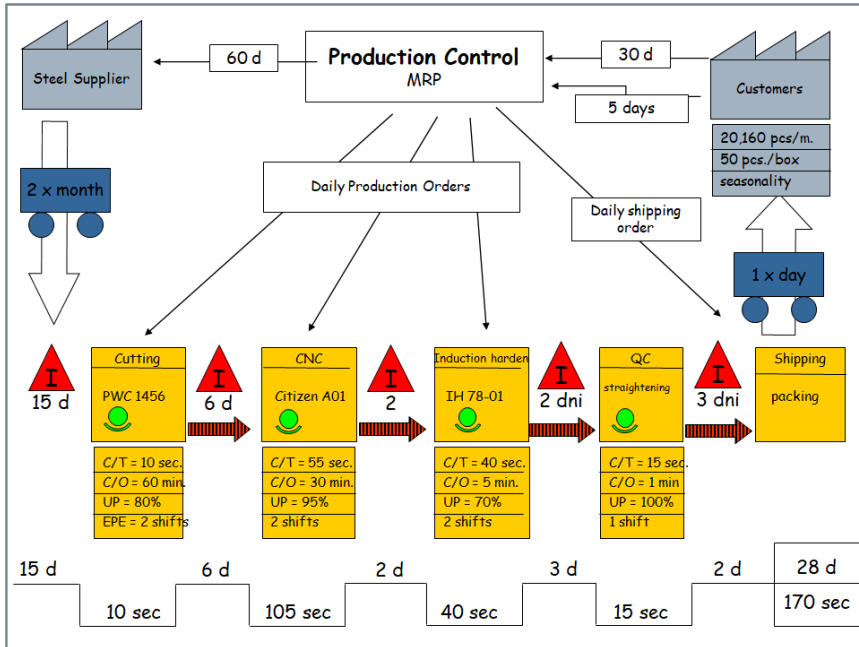 60 d
Production Control
MRP
30 d
5 days
Steel Supplier
Customers
20,160 pcs/m.
50 pcs./box
seasonality
2 x month
Daily Production Orders
Daily shipping
order
1 x day
I
15 d
Cutting
PWC 1456
I
6 d
CNC
Citizen A01
I
2
Induction harden
IH 78-01
I
2 dni
QC
straightening
I
3 dni
Shipping
packing
C/T = 10 sec.
C/O = 60 min.
UP = 80%
EPE = 2 shifts
C/T = 55 sec.
C/O = 30 min.
UP = 95%
2 shifts
C/T = 40 sec.
C/O = 5 min.
UP = 70%
2 shifts
C/T = 15 sec.
C/O = 1 min
UP = 100%
1 shift
15 d
6 d
2 d
3 d
2 d
28 d
10 sec
105 sec
40 sec
15 sec
170 sec